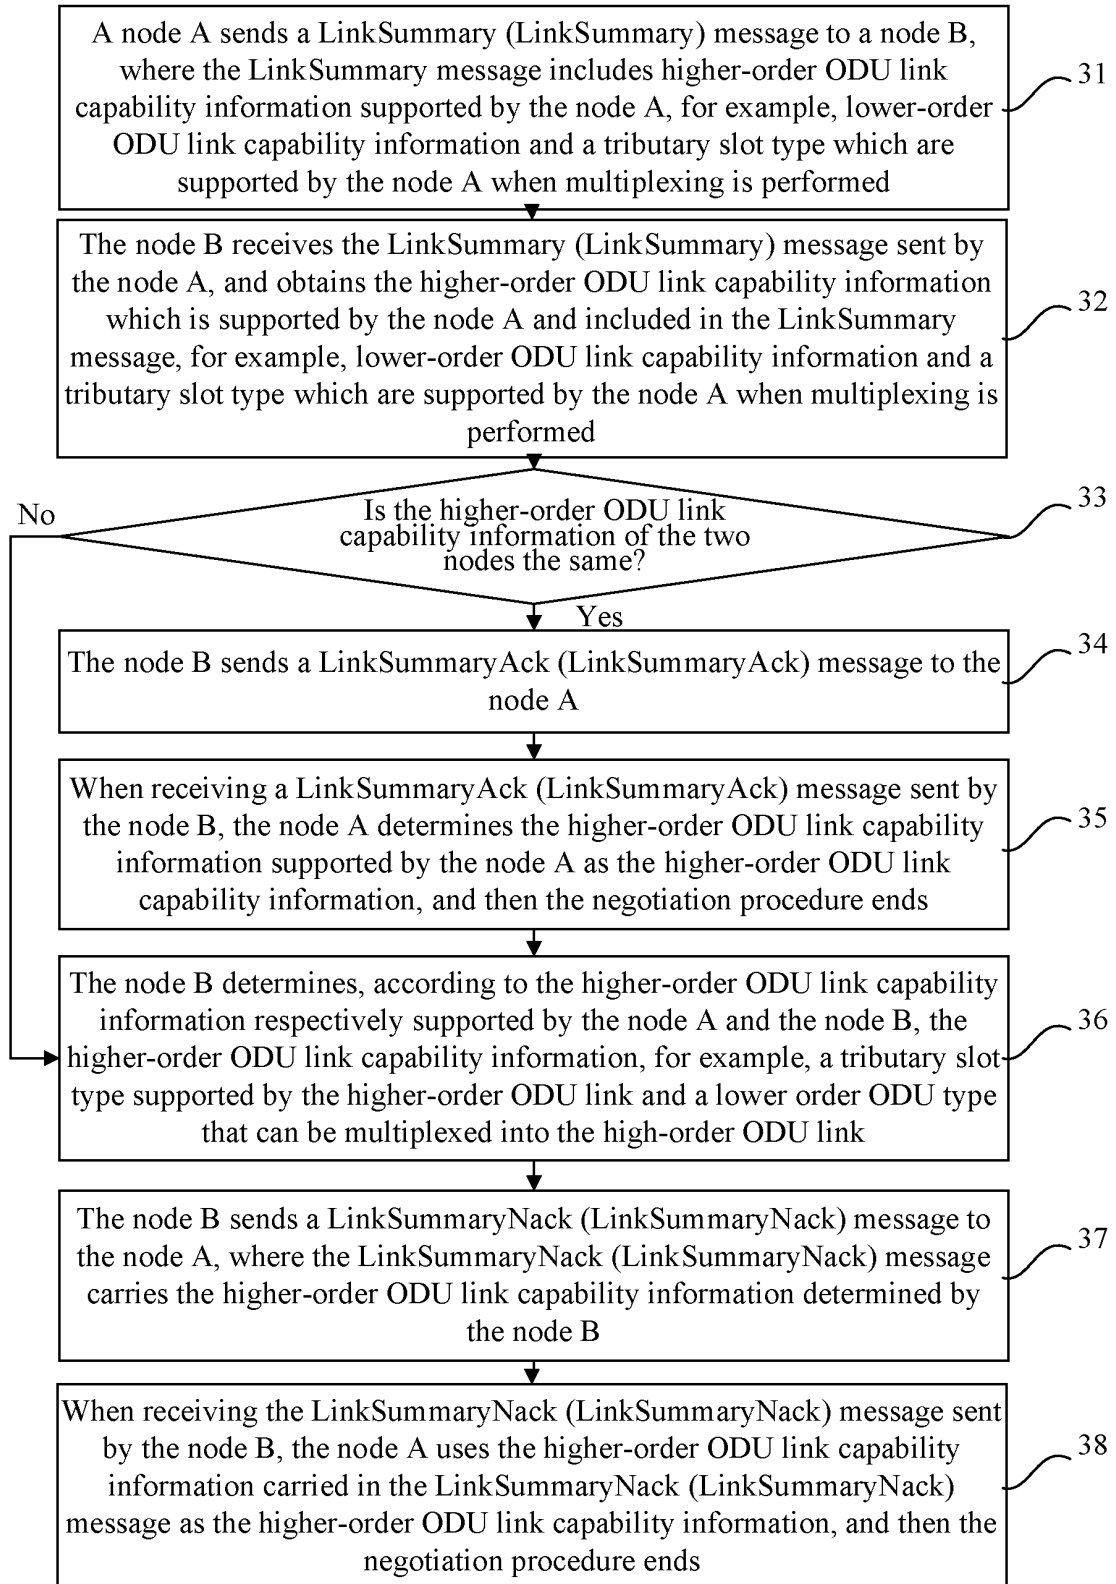 A node A sends a LinkSummary (LinkSummary) message to a node B,
where the LinkSummary message includes higher-order ODU link
capability information supported by the node A, for example, lower-order
ODU link capability information and a tributary slot type which are
supported by the node A when multiplexing is performed
31
The node B receives the LinkSummary (LinkSummary) message sent by
the node A, and obtains the higher-order ODU link capability information
which is supported by the node A and included in the LinkSummary
message, for example, lower-order ODU link capability information and a
tributary slot type which are supported by the node A when multiplexing is
performed
32
No
Is the higher-order ODU link
capability information of the two
nodes the same?
33
Yes
The node B sends a LinkSummaryAck (LinkSummaryAck) message to the
node A
34
When receiving a LinkSummaryAck (LinkSummaryAck) message sent by
the node B, the node A determines the higher-order ODU link capability
information supported by the node A as the higher-order ODU link
capability information, and then the negotiation procedure ends
35
The node B determines, according to the higher-order ODU link capability
information respectively supported by the node A and the node B, the
higher-order ODU link capability information, for example, a tributary slot
type supported by the higher-order ODU link and a lower order ODU type
that can be multiplexed into the high-order ODU link
36
The node B sends a LinkSummaryNack (LinkSummaryNack) message to
the node A, where the LinkSummaryNack (LinkSummaryNack) message
carries the higher-order ODU link capability information determined by
the node B
37
When receiving the LinkSummaryNack (LinkSummaryNack) message sent
by the node B, the node A uses the higher-order ODU link capability
information carried in the LinkSummaryNack (LinkSummaryNack)
message as the higher-order ODU link capability information, and then the
negotiation procedure ends
38